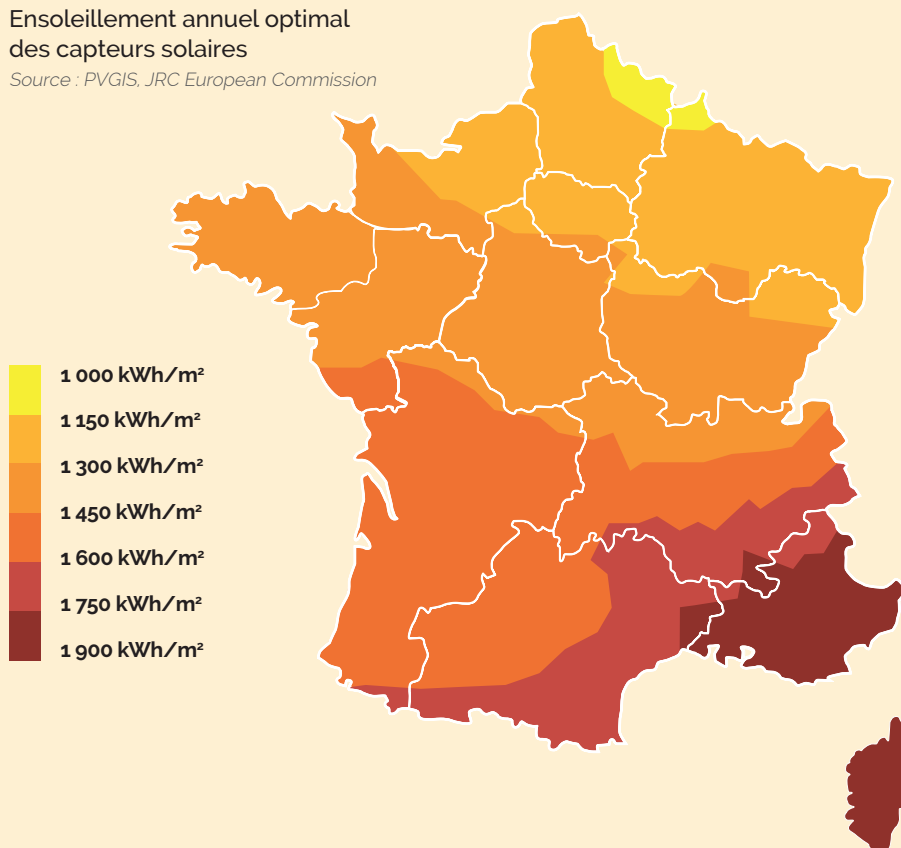 Ensoleillement annuel optimal
des capteurs solaires
Source : PVGIS, JRC European Commission
1 000 kWh/m²
1 150 kWh/m²
1 300 kWh/m²
1 450 kWh/m²
1 600 kWh/m²
1 750 kWh/m²
1 900 kWh/m²